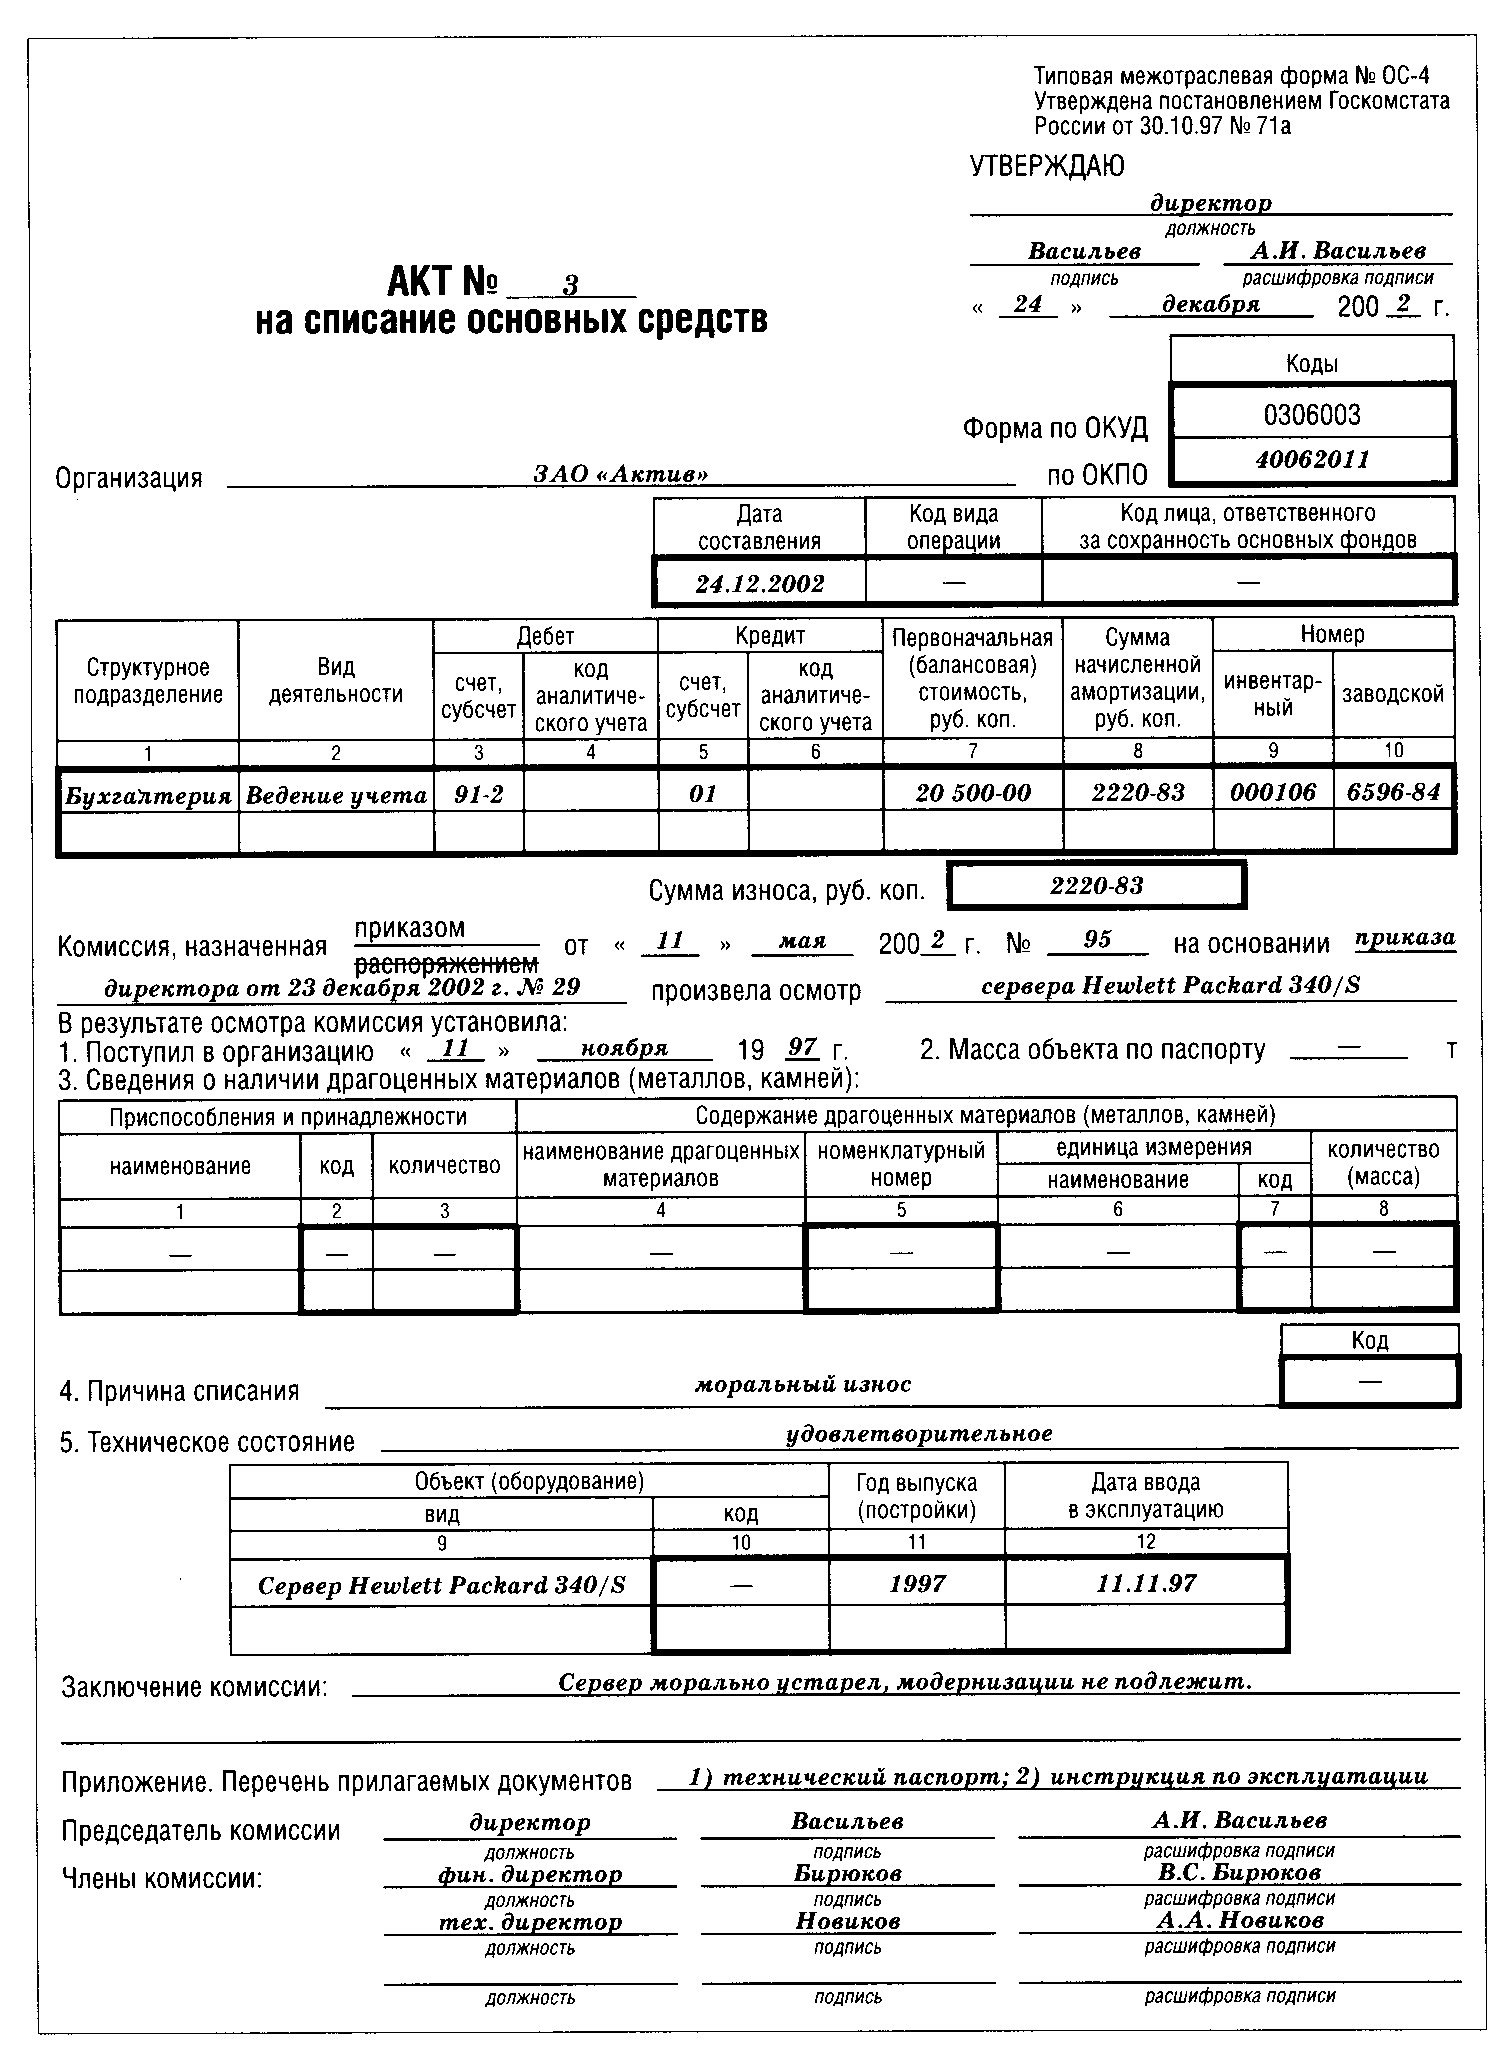 Типовая межотраслевая форма № ОС-4
Утверждена постановлением Госкомстата
России от 30.10.97 № 71а
УТВЕРЖДАЮ
директор
должность
Васильев А.И. Васильев
подпись расшифровка подписи
« 24 » декабря 200 2 г.
АКТ № 3
на списание основных средств
Коды
Форма по ОКУД 0306003
Организация ЗАО «Актив» по ОКПО 40062011
Дата составления Код вида операции Код лица, ответственного за сохранность основных фондов
24.12.2002 — —
Структурное подразделение Вид деятельности Дебет Кредит Первоначальная (балансовая) стоимость, руб. коп. Сумма начисленной амортизации, руб. коп. Номер
счет, субсчет код аналитиче-ского учета счет, субсчет код аналитиче-ского учета инвентар-ный заводской
1 2 3 4 5 6 7 8 9 10
Бухгалтерия Ведение учета 91-2 01 20 500-00 2220-83 000106 6596-84
Сумма износа, руб. коп. 2220-83
Комиссия, назначенная приказом распоряжением от « 11 » мая 200 2 г. № 95 на основании приказа
директора от 23 декабря 2002 г. № 29 произвела осмотр сервера Hewlett Packard 340/S
В результате осмотра комиссия установила:
1. Поступил в организацию « 11 » ноября 19 97 г. 2. Масса объекта по паспорту — т
3. Сведения о наличии драгоценных материалов (металлов, камней):
Приспособления и принадлежности Содержание драгоценных материалов (металлов, камней)
наименование код количество наименование драгоценных материалов номенклатурный номер единица измерения количество (масса)
наименование код
1 2 3 4 5 6 7 8
— — — — — — — —
Код
4. Причина списания моральный износ —
5. Техническое состояние удовлетворительное
Объект (оборудование) Год выпуска (постройки) Дата ввода в эксплуатацию
вид код
9 10 11 12
Сервер Hewlett Packard 340/S — 1997 11.11.97
Заключение комиссии: Сервер морально устарел, модернизации не подлежит.
Приложение. Перечень прилагаемых документов 1) технический паспорт; 2) инструкция по эксплуатации
Председатель комиссии директор Васильев А.И. Васильев
должность подпись расшифровка подписи
Члены комиссии: фин. директор Бирюков В.С. Бирюков
должность подпись расшифровка подписи
тех. директор Новиков А.А. Новиков
должность подпись расшифровка подписи
должность подпись расшифровка подписи